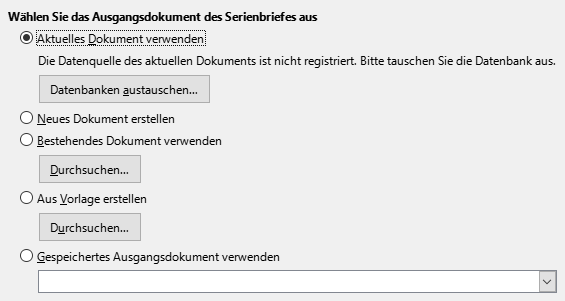 Wählen Sie das Ausgangsdokument des Serienbriefes aus
Aktuelles Dokument verwenden
Die Datenquelle des aktuellen Dokuments ist nicht registriert. Bitte tauschen Sie die Datenbank aus.
Datenbanken austauschen...
Neues Dokument erstellen
Bestehendes Dokument verwenden
Durchsuchen...
Aus Vorlage erstellen
Durchsuchen...
Gespeichertes Ausgangsdokument verwenden